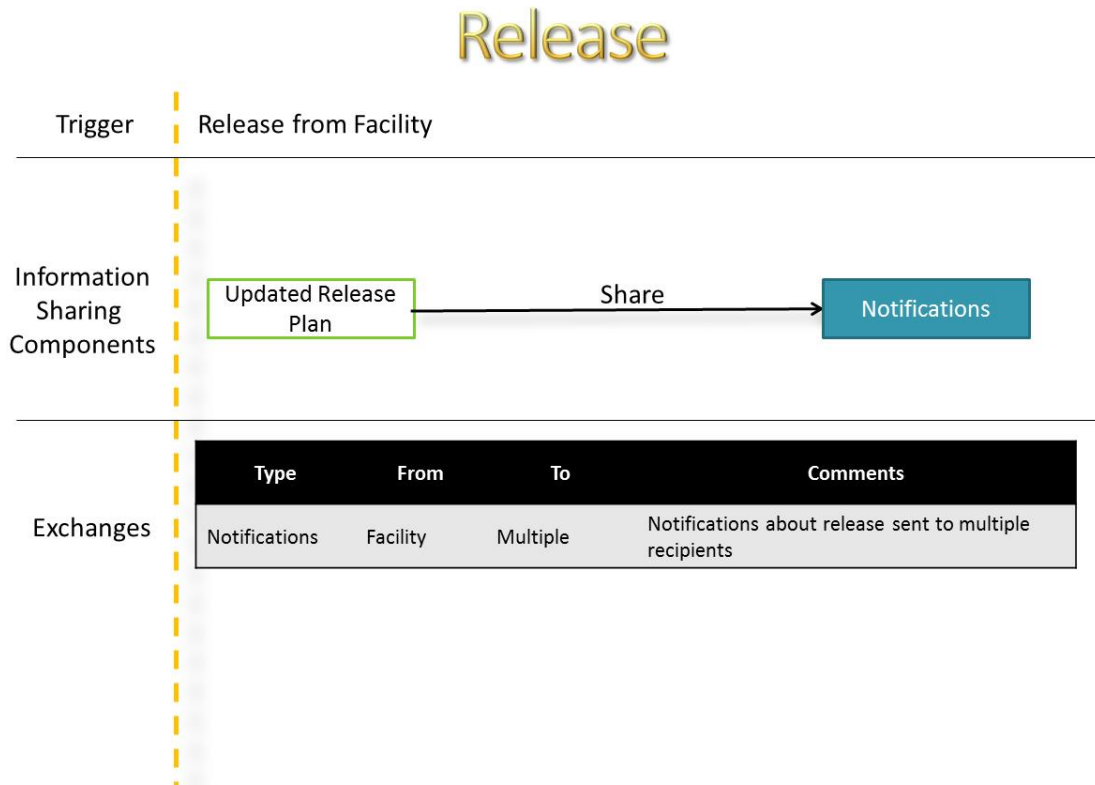 Release
Trigger
Release from Facility
Information
Sharing
Components
Updated Release
Plan
Share
Notifications
Exchanges
Type From To Comments
Notifications Facility Multiple Notifications about release sent to multiple
recipients